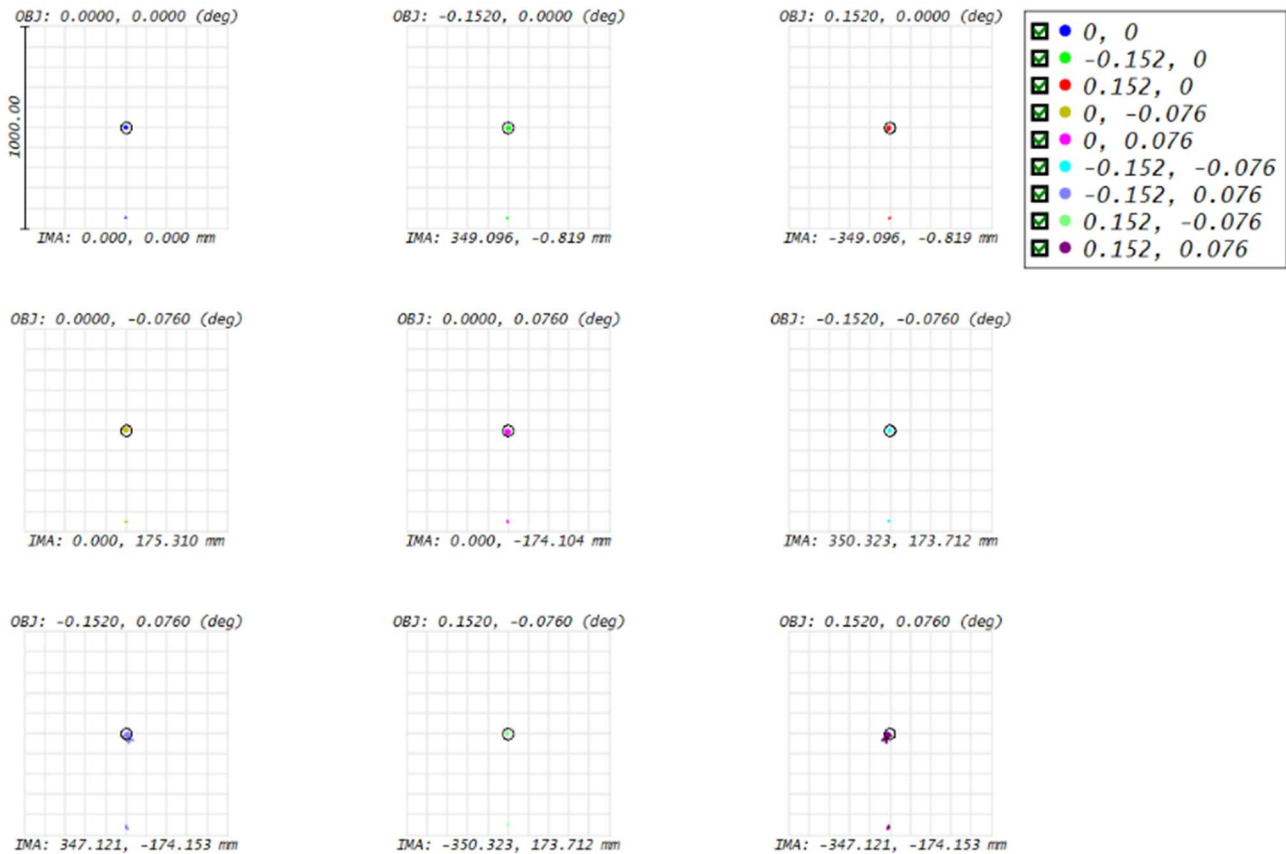 OBJ: 0.0000, 0.0000 (deg)
OBJ: -0.1520, 0.0000 (deg)
OBJ: 0.1520, 0.0000 (deg)
1000.00
IMA: 0.000, 0.000 mm
IMA: 349.096, -0.819 mm
IMA: -349.096, -0.819 mm
0, 0
-0.152, 0
0.152, 0
0, -0.076
0, 0.076
-0.152, -0.076
-0.152, 0.076
0.152, -0.076
0.152, 0.076
OBJ: 0.0000, -0.0760 (deg)
OBJ: 0.0000, 0.0760 (deg)
OBJ: -0.1520, -0.0760 (deg)
IMA: 0.000, 175.310 mm
IMA: 0.000, -174.104 mm
IMA: 350.323, 173.712 mm
OBJ: -0.1520, 0.0760 (deg)
OBJ: 0.1520, -0.0760 (deg)
OBJ: 0.1520, 0.0760 (deg)
IMA: 347.121, -174.153 mm
IMA: -350.323, 173.712 mm
IMA: -347.121, -174.153 mm